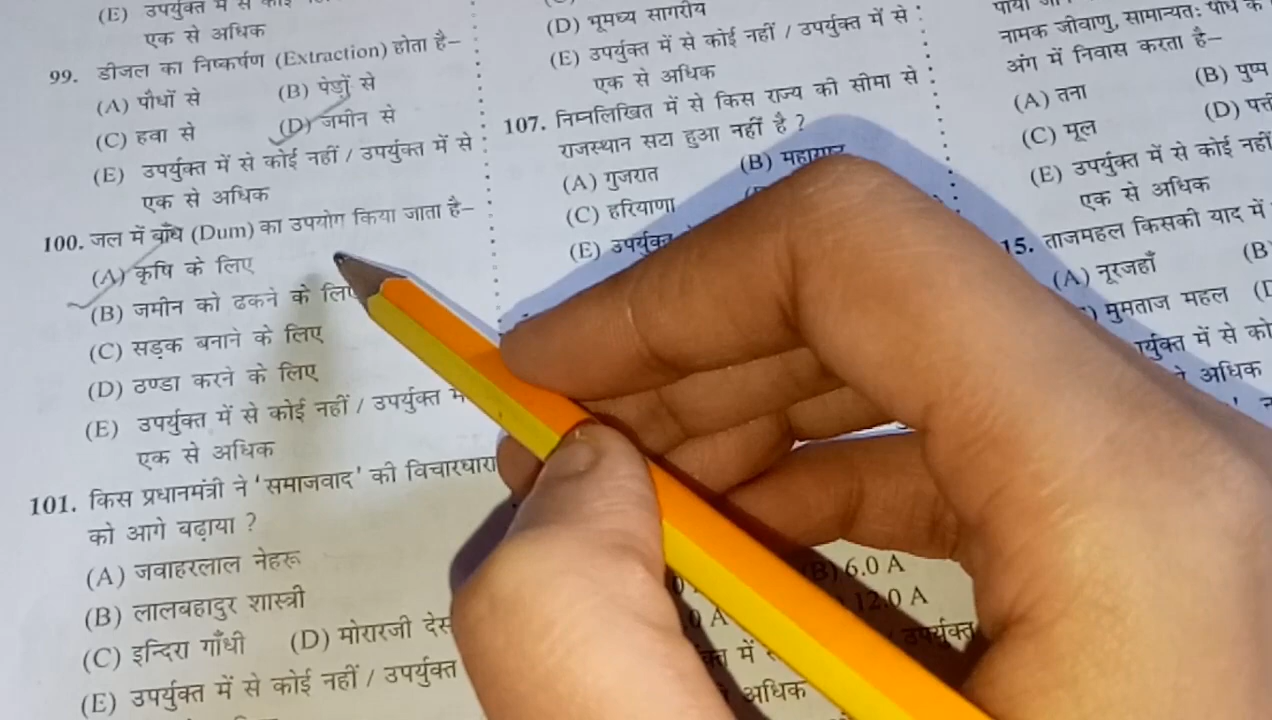 (E) उपर्युक्त में से
एक से अधिक
99. डीजल का निष्कर्षण (Extraction) होता है–
(A) पौधों से
(B) पेड़ों से
(C) हवा से
(D) जमीन से
(E) उपर्युक्त में से कोई नहीं / उपर्युक्त में से
एक से अधिक
100. जल में बाँध (Dum) का उपयोग किया जाता है–
(A) कृषि के लिए
(B) जमीन को ढकने के लिए
(C) सड़क बनाने के लिए
(D) ठण्डा करने के लिए
(E) उपर्युक्त में से कोई नहीं / उपर्युक्त
एक से अधिक
101. किस प्रधानमंत्री ने 'समाजवाद' की विचारधारा
को आगे बढ़ाया ?
(A) जवाहरलाल नेहरू
(B) लालबहादुर शास्त्री
(C) इन्दिरा गाँधी
(D) मोरारजी
(E) उपर्युक्त में से कोई नहीं / उपर्युक्त
(D) भूमध्य सागरीय
(E) उपर्युक्त में से कोई नहीं / उपर्युक्त में से
एक से अधिक
107. निम्नलिखित में से किस राज्य की सीमा से
राजस्थान सटा हुआ नहीं है ?
(A) गुजरात
(B)
(C) हरियाणा
(E) उपर्युक्त
(B) 6.0 A
12.0 A
उपर्युक्त
में
अधिक
नामक जीवाणु, सामान्यतः पौधे के
अंग में निवास करता है–
(A) तना
(B) पुष्प
(C) मूल
(D)
(E) उपर्युक्त में से कोई नहीं
एक से अधिक
15. ताजमहल किसकी याद में
(A) नूरजहाँ
(B
) मुमताज महल
में से
अधिक